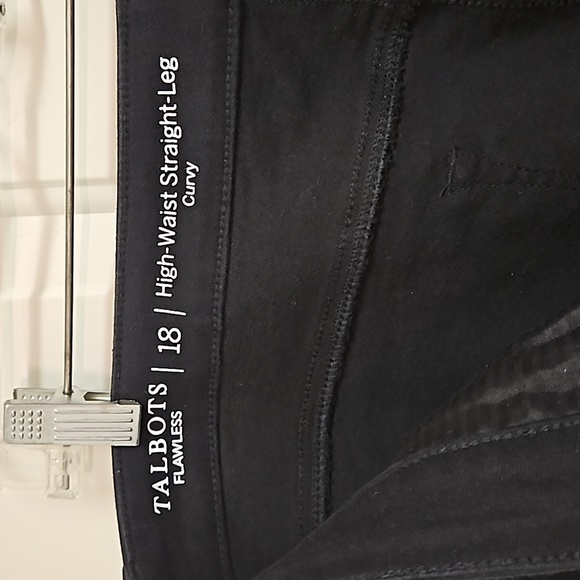 TALBOTS | 18 | High-Waist Straight-Leg
FLAWLESS Curvy